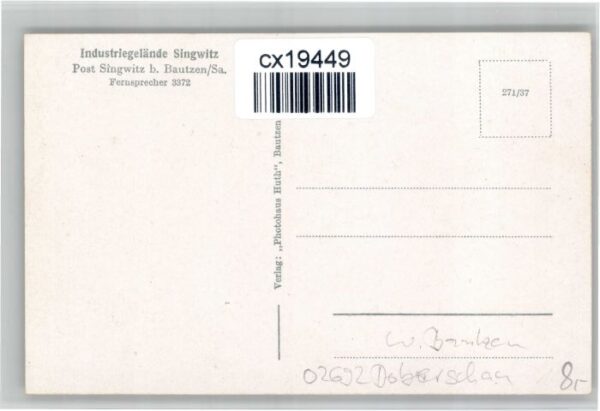 Industriegelände Singwitz
Post Singwitz b. Bautzen/Sa.
Fernsprecher 3372
cx19449
271/37
Verlag: „Photohaus Huth", Bautzen
w. Bautzen
02692 Doberschau
8,-